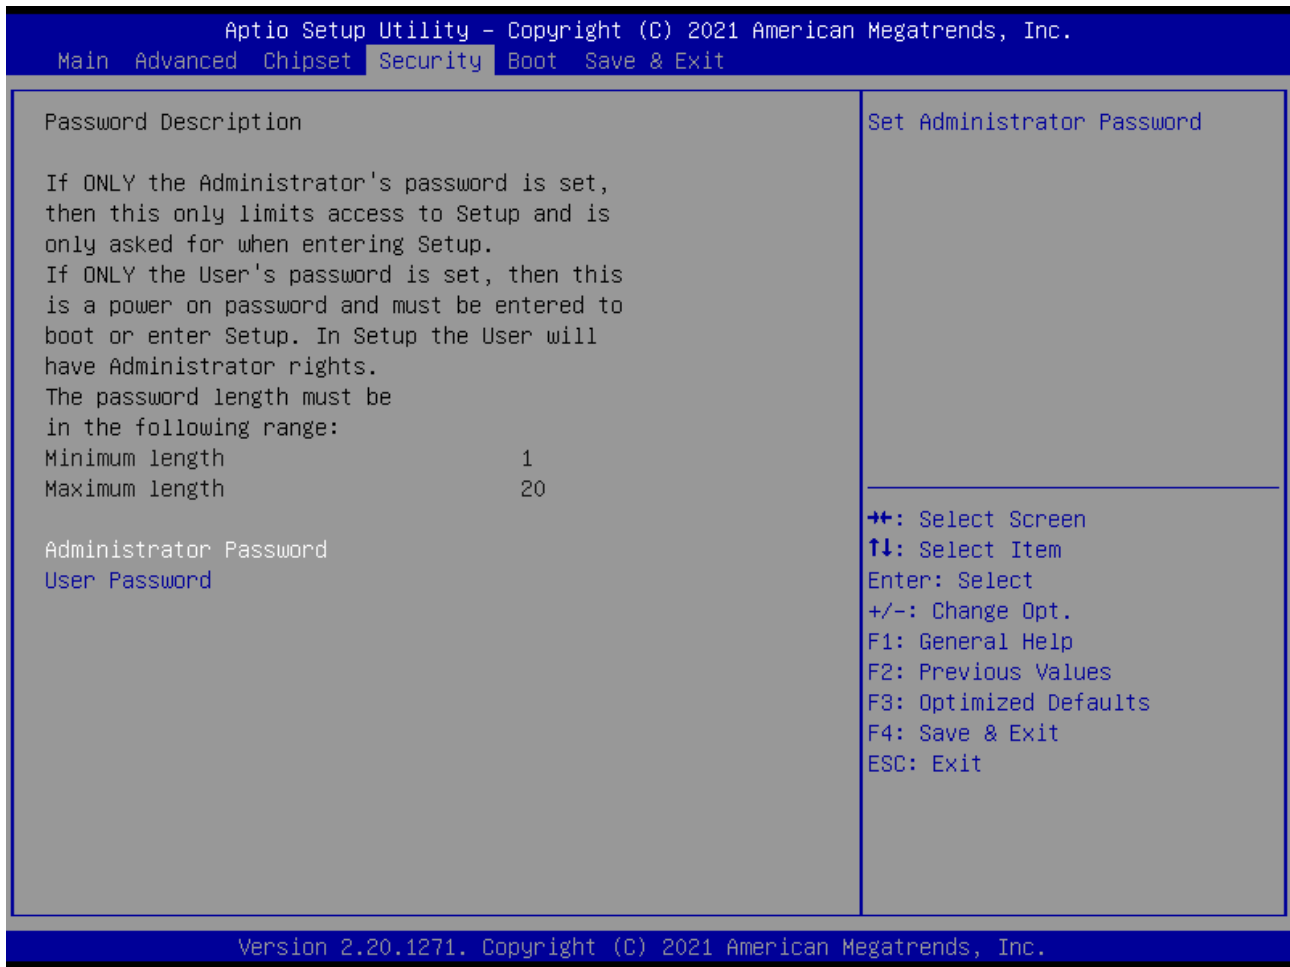 Aptio Setup Utility – Copyright (C) 2021 American Megatrends, Inc.
Main Advanced Chipset Security Boot Save & Exit
Password Description
If ONLY the Administrator's password is set,
then this only limits access to Setup and is
only asked for when entering Setup.
If ONLY the User's password is set, then this
is a power on password and must be entered to
boot or enter Setup. In Setup the User will
have Administrator rights.
The password length must be
in the following range:
Minimum length 1
Maximum length 20
Administrator Password
User Password
Set Administrator Password
→←: Select Screen
↑↓: Select Item
Enter: Select
+/-: Change Opt.
F1: General Help
F2: Previous Values
F3: Optimized Defaults
F4: Save & Exit
ESC: Exit
Version 2.20.1271. Copyright (C) 2021 American Megatrends, Inc.